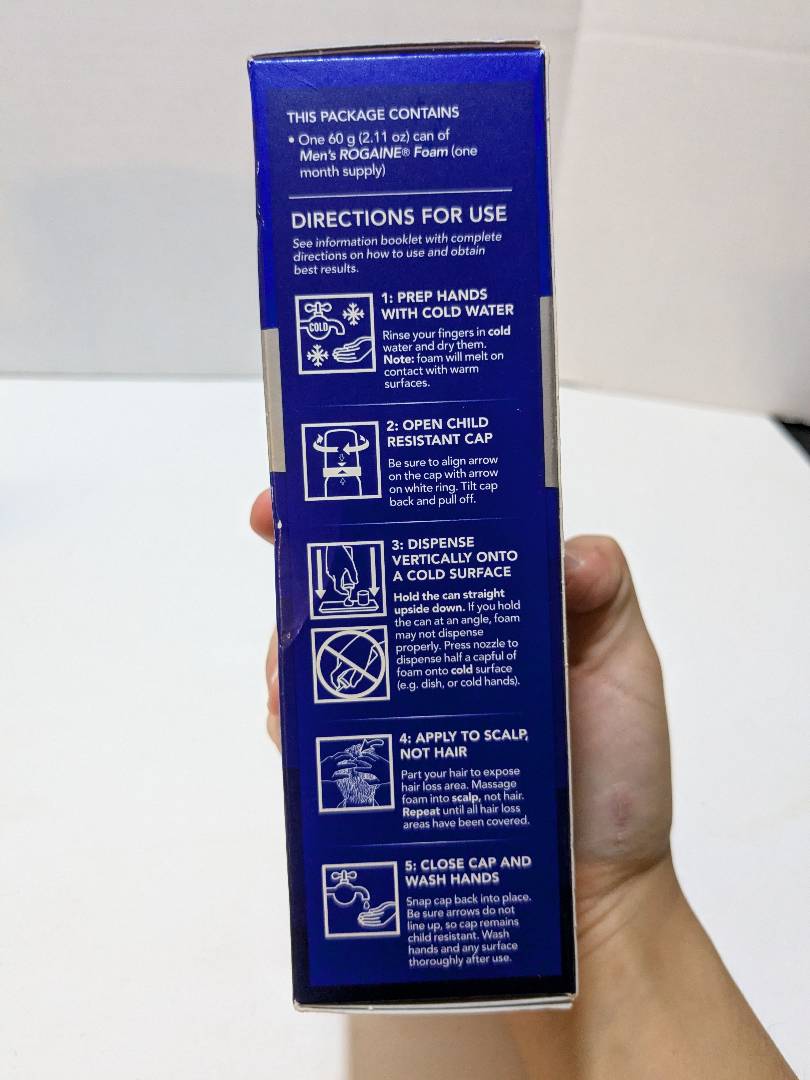 THIS PACKAGE CONTAINS
• One 60 g (2.11 oz) can of
Men's ROGAINE® Foam (one
month supply)
DIRECTIONS FOR USE
See information booklet with complete
directions on how to use and obtain
best results.
1: PREP HANDS
WITH COLD WATER
COLD
Rinse your fingers in cold
water and dry them.
Note: foam will melt on
contact with warm
surfaces.
2: OPEN CHILD
RESISTANT CAP
Be sure to align arrow
on the cap with arrow
on white ring. Tilt cap
back and pull off.
3: DISPENSE
VERTICALLY ONTO
A COLD SURFACE
Hold the can straight
upside down. If you hold
the can at an angle, foam
may not dispense
properly. Press nozzle to
dispense half a capful of
foam onto cold surface
(e.g. dish, or cold hands).
4: APPLY TO SCALP,
NOT HAIR
Part your hair to expose
hair loss area. Massage
foam into scalp, not hair.
Repeat until all hair loss
areas have been covered.
5: CLOSE CAP AND
WASH HANDS
Snap cap back into place.
Be sure arrows do not
line up, so cap remains
child resistant. Wash
hands and any surface
thoroughly after use.